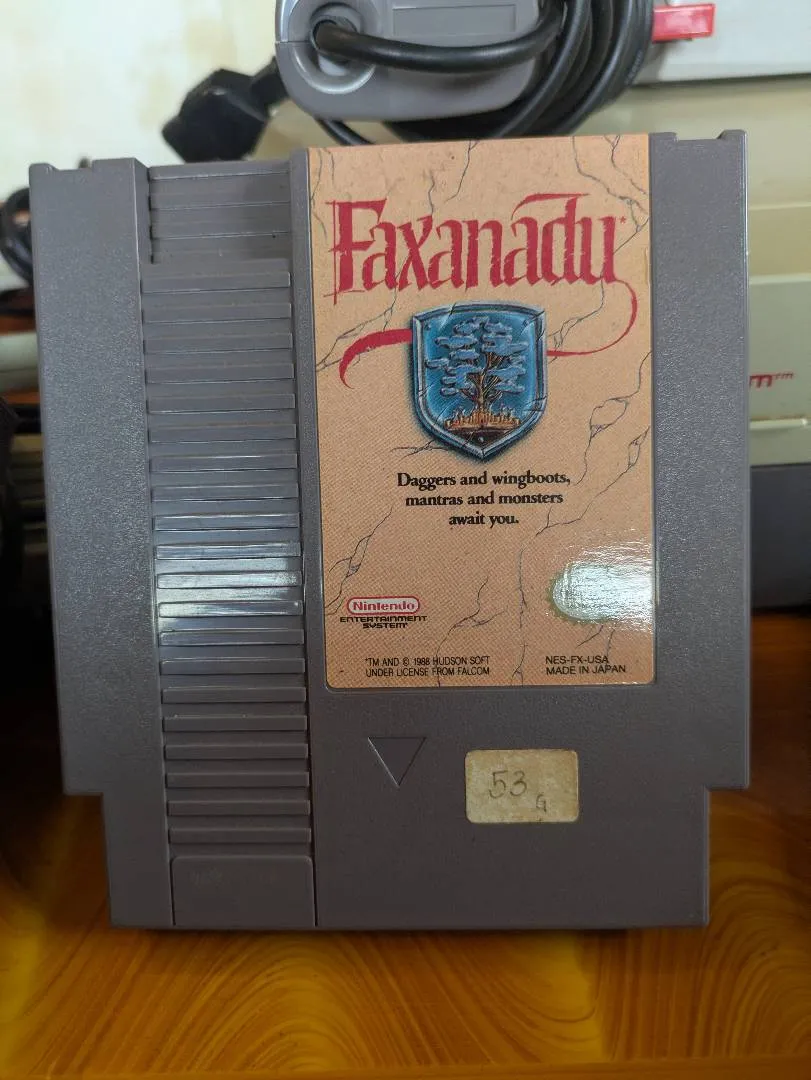 Faxanadu*
Daggers and wingboots,
mantras and monsters
await you.
Nintendo
ENTERTAINMENT
SYSTEM
*TM AND © 1988 HUDSON SOFT
UNDER LICENSE FROM FALCOM
NES-FX-USA
MADE IN JAPAN
53
G